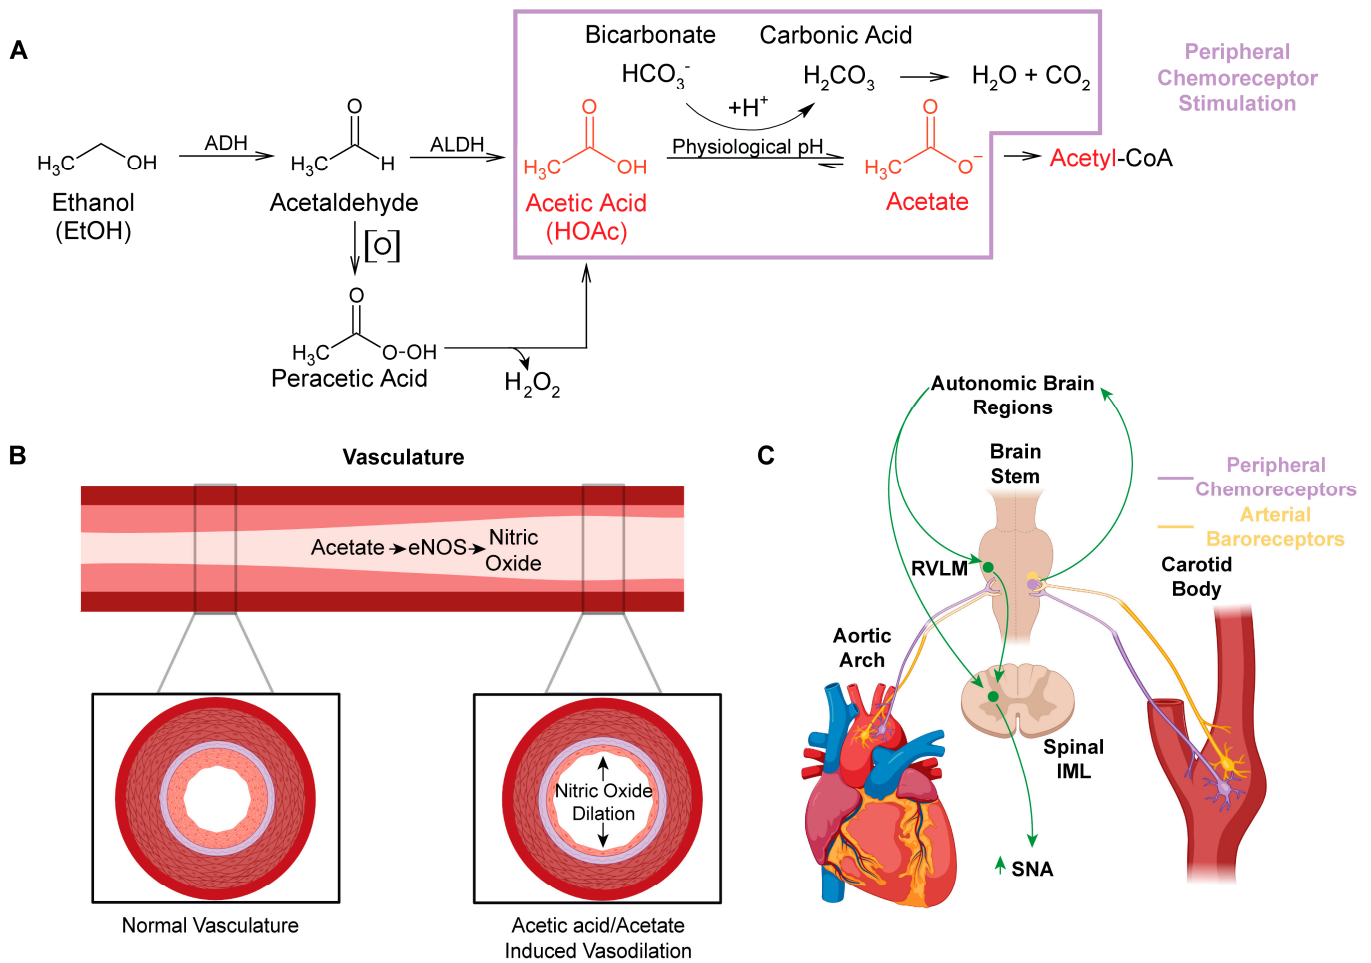 A
Bicarbonate
Carbonic Acid
HCO₃⁻
H₂CO₃
H₂O + CO₂
+H⁺
Peripheral
Chemoreceptor
Stimulation
H₃C
OH
Ethanol
(EtOH)
ADH
O
H₃C
H
Acetaldehyde
ALDH
O
H₃C
OH
Acetic Acid
(HOAc)
Physiological pH
O
H₃C
O⁻
Acetate
Acetyl-CoA
[O]
O
H₃C
O-OH
Peracetic Acid
H₂O₂
B
Vasculature
Acetate
eNOS
Nitric
Oxide
Nitric Oxide
Dilation
Normal Vasculature
Acetic acid/Acetate
Induced Vasodilation
C
Autonomic Brain
Regions
Brain
Stem
Peripheral
Chemoreceptors
Arterial
Baroreceptors
RVLM
Carotid
Body
Aortic
Arch
Spinal
IML
SNA